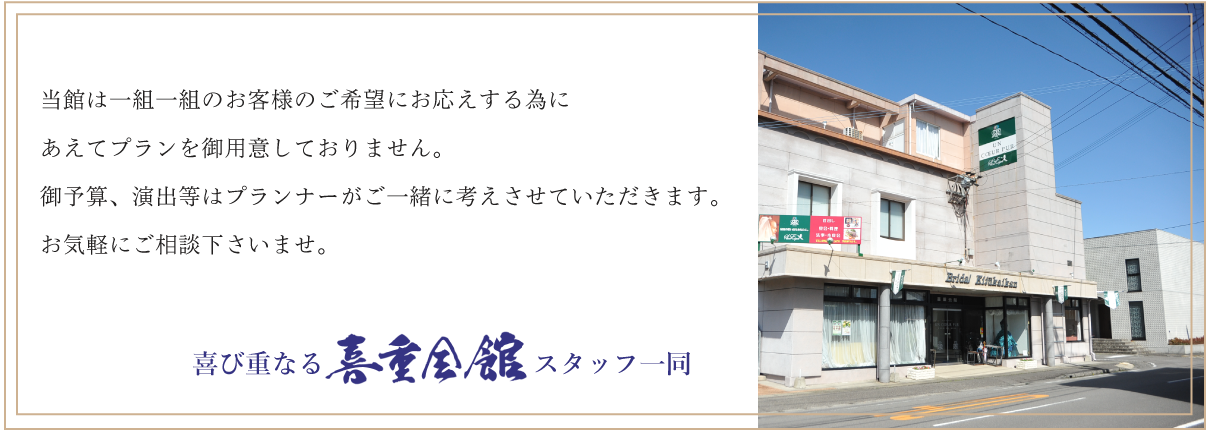 当館は一組一組のお客様のご希望にお応えする為に
あえてプランを御用意しておりません。
御予算、演出等はプランナーがご一緒に考えさせていただきます。
お気軽にご相談下さいませ。
喜び重なる 喜重会館 スタッフ一同
UN
CŒUR PUR
Bridal Kijûkaikan